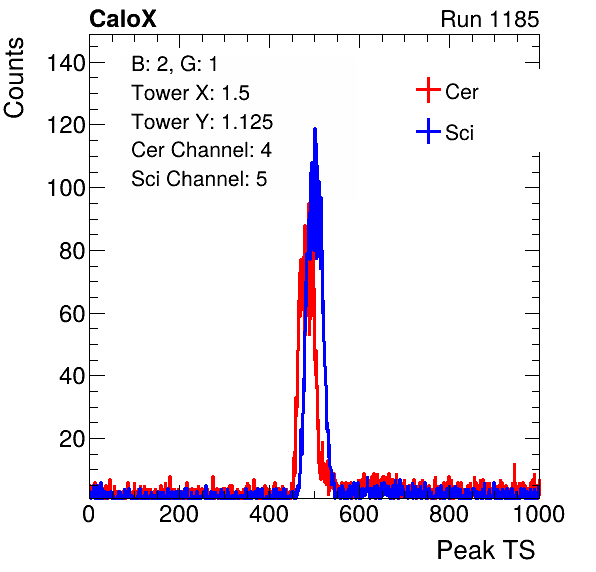 CaloX Run 1185
Counts
B: 2, G: 1
Tower X: 1.5
Tower Y: 1.125
Cer Channel: 4
Sci Channel: 5
Cer
Sci
140
120
100
80
60
40
20
0 200 400 600 800 1000
Peak TS